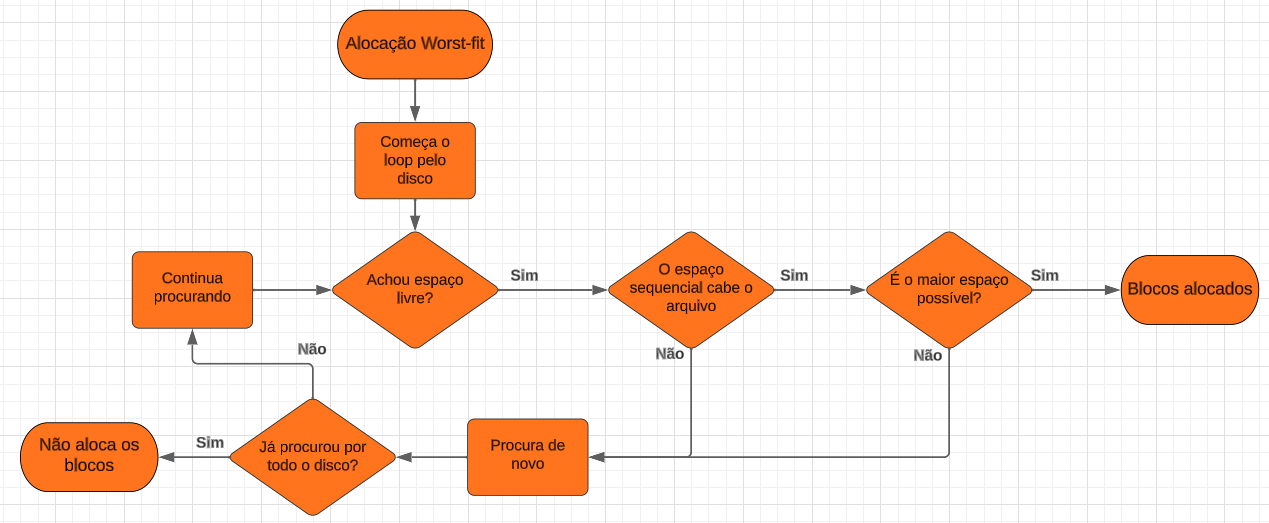 Alocação Worst-fit
Começa o
loop pelo
disco
Continua
procurando
Achou espaço
livre?
Sim
O espaço
sequencial cabe o
arquivo
Sim
É o maior espaço
possível?
Sim
Blocos alocados
Não
Não
Não
Não aloca os
blocos
Sim
Já procurou por
todo o disco?
Procura de
novo